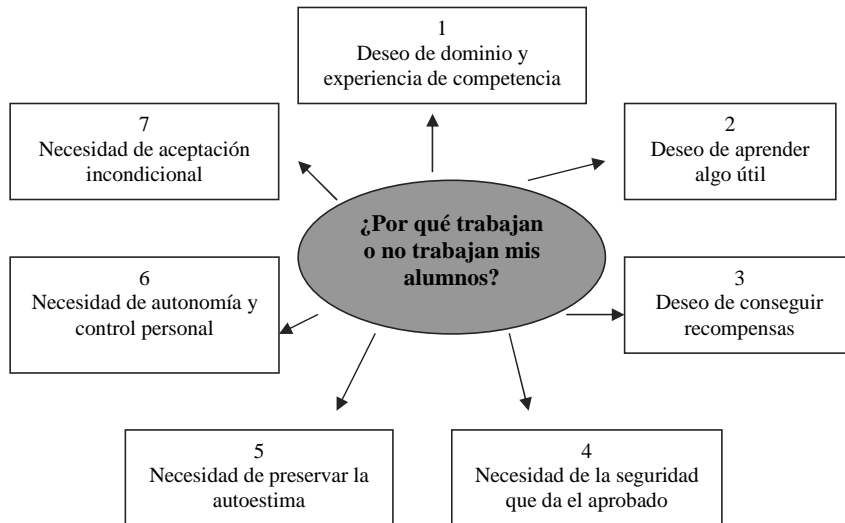 ¿Por qué trabajan
o no trabajan mis
alumnos?
1
Deseo de dominio y
experiencia de competencia
2
Deseo de aprender
algo útil
3
Deseo de conseguir
recompensas
4
Necesidad de la seguridad
que da el aprobado
5
Necesidad de preservar la
autoestima
6
Necesidad de autonomía y
control personal
7
Necesidad de aceptación
incondicional